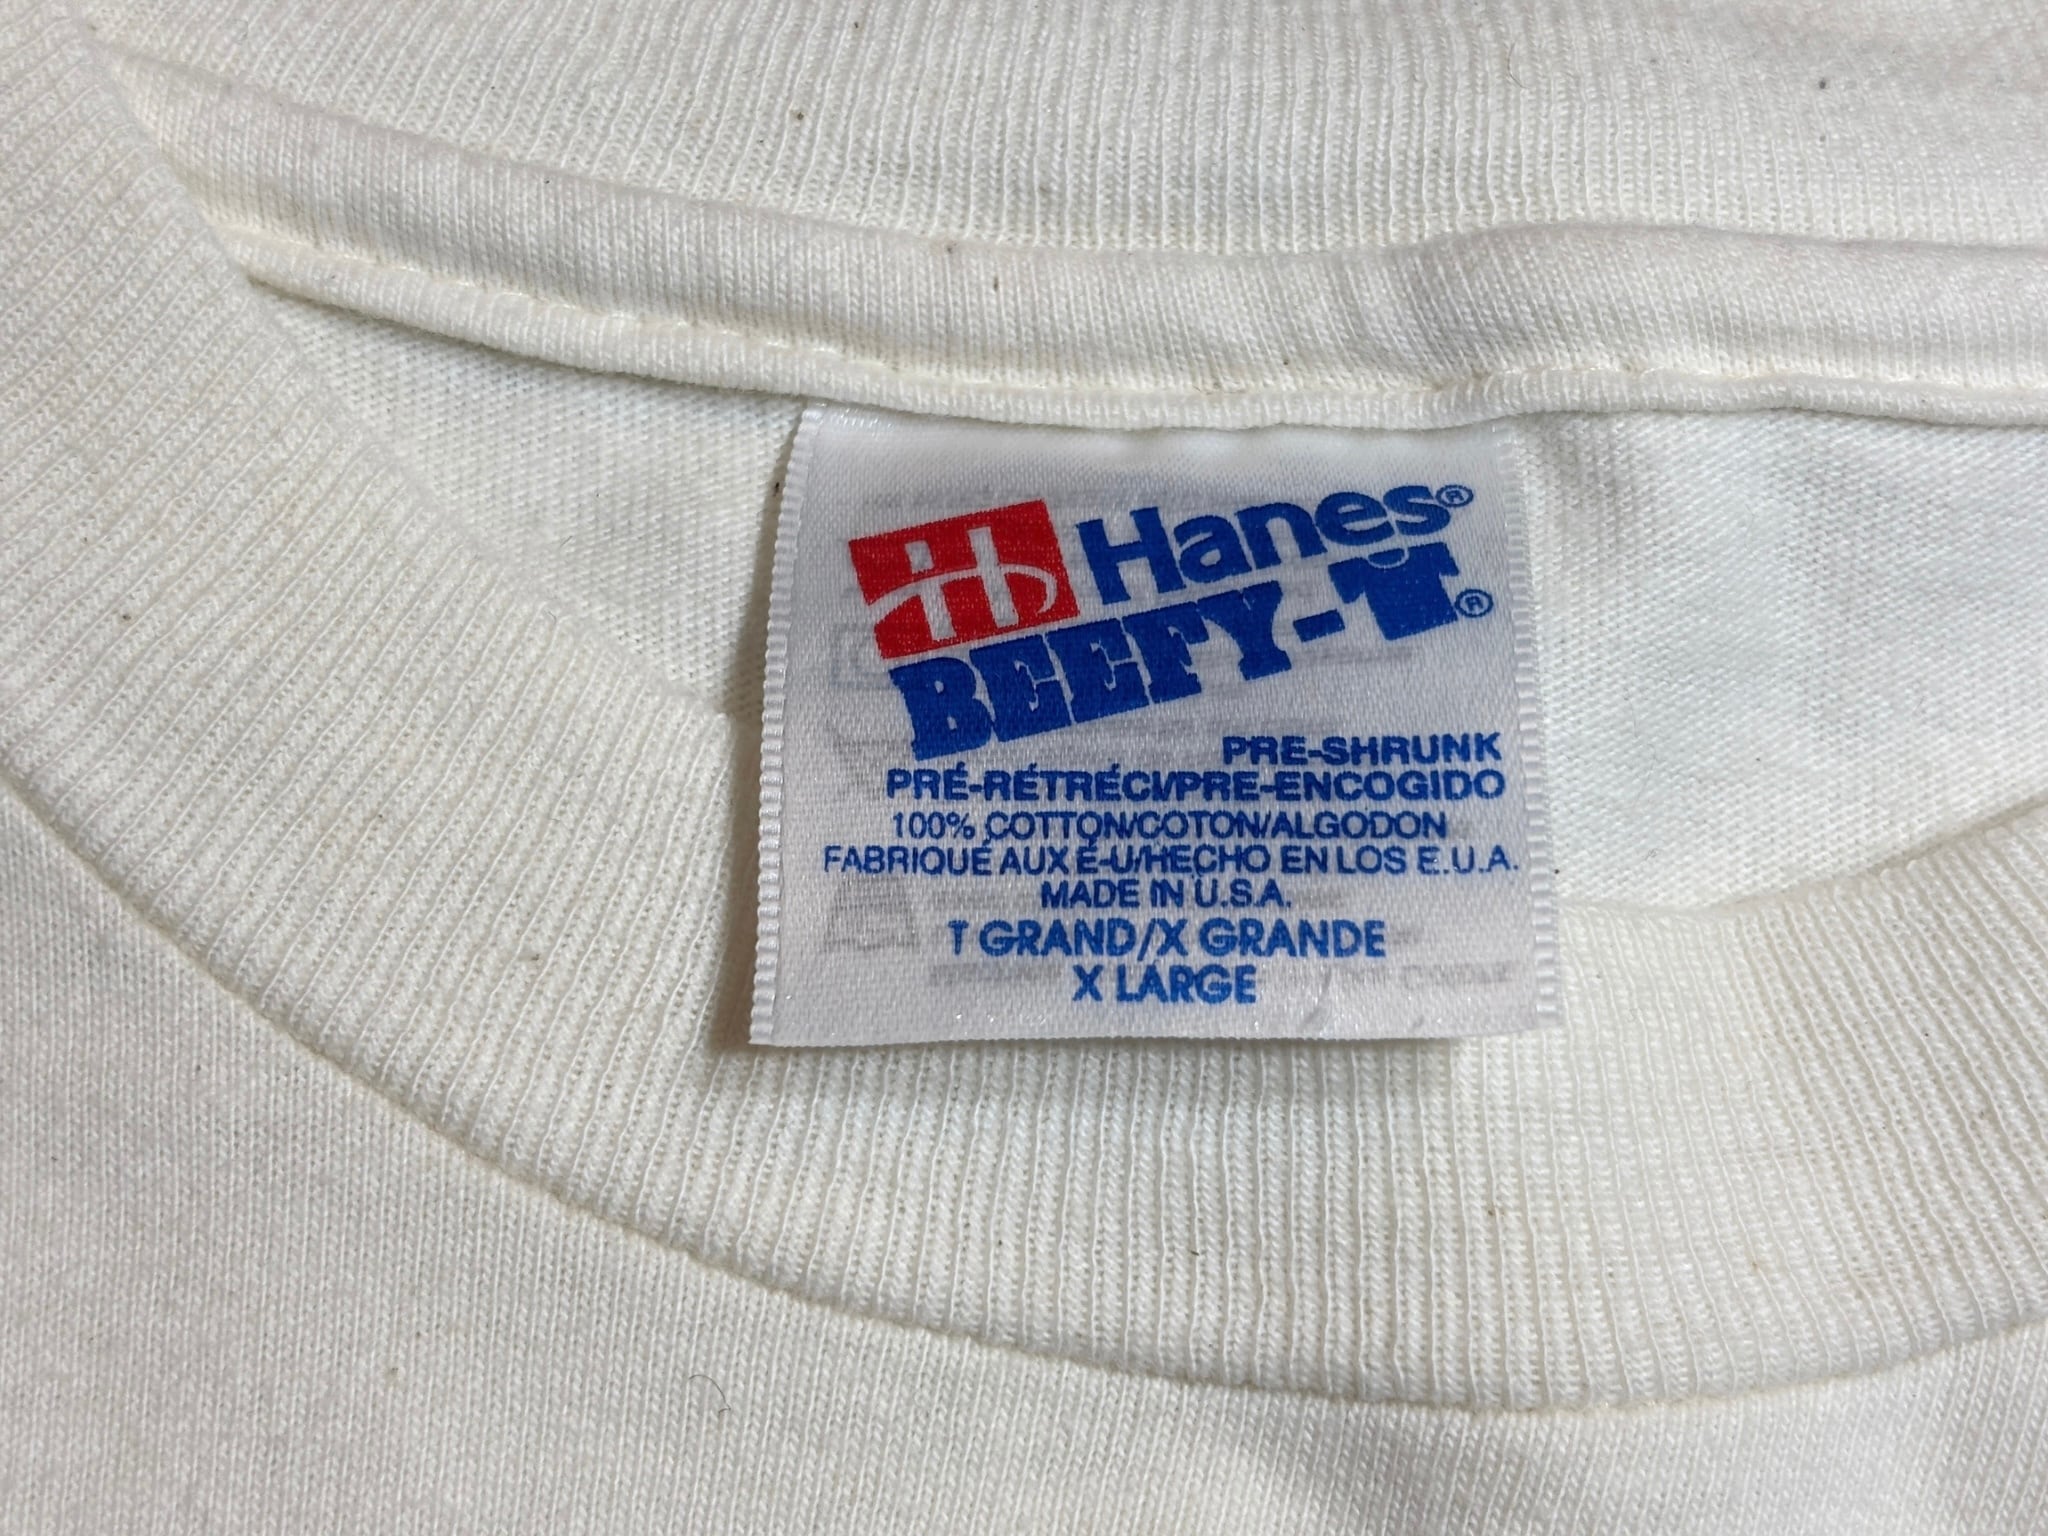 Hanes®
BEEFY-T®
PRE-SHRUNK
PRÉ-RÉTRÉCI/PRE-ENCOGIDO
100% COTTON/COTON/ALGODON
FABRIQUÉ AUX É-U/HECHO EN LOS E.U.A.
MADE IN U.S.A.
T GRAND/X GRANDE
X LARGE